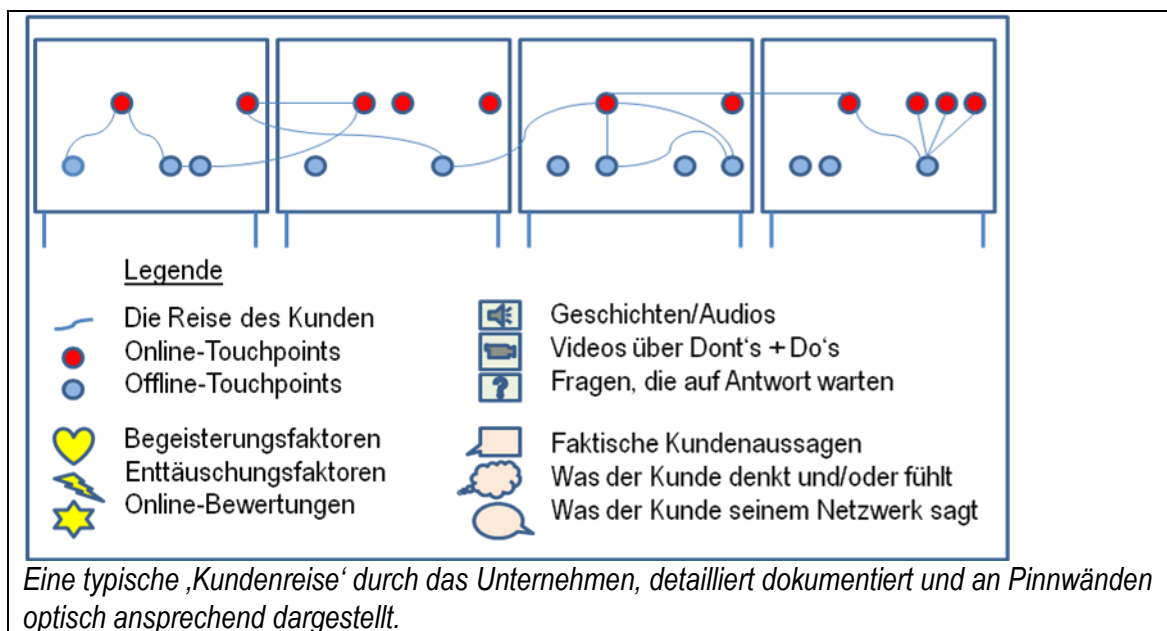 Legende
Die Reise des Kunden
Online-Touchpoints
Offline-Touchpoints
Begeisterungsfaktoren
Enttäuschungsfaktoren
Online-Bewertungen
Geschichten/Audios
Videos über Dont's + Do's
?
Fragen, die auf Antwort warten
Faktische Kundenaussagen
Was der Kunde denkt und/oder fühlt
Was der Kunde seinem Netzwerk sagt
Eine typische ‚Kundenreise‘ durch das Unternehmen, detailliert dokumentiert und an Pinnwänden
optisch ansprechend dargestellt.